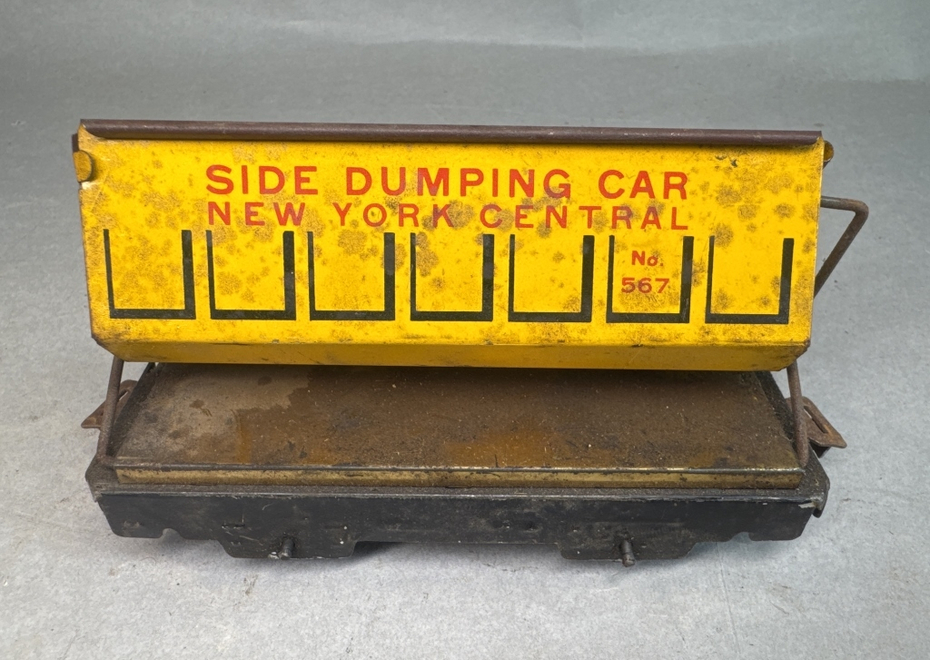 SIDE DUMPING CAR
NEW YORK CENTRAL
No.
567